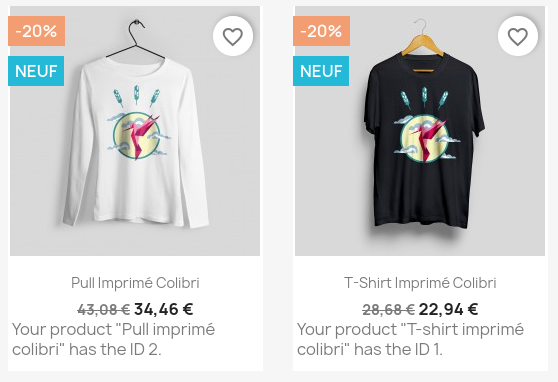 -20%
NEUF
Pull Imprimé Colibri
43,08 € 34,46 €
Your product "Pull imprimé
colibri" has the ID 2.
-20%
NEUF
T-Shirt Imprimé Colibri
28,68 € 22,94 €
Your product "T-shirt imprimé
colibri" has the ID 1.